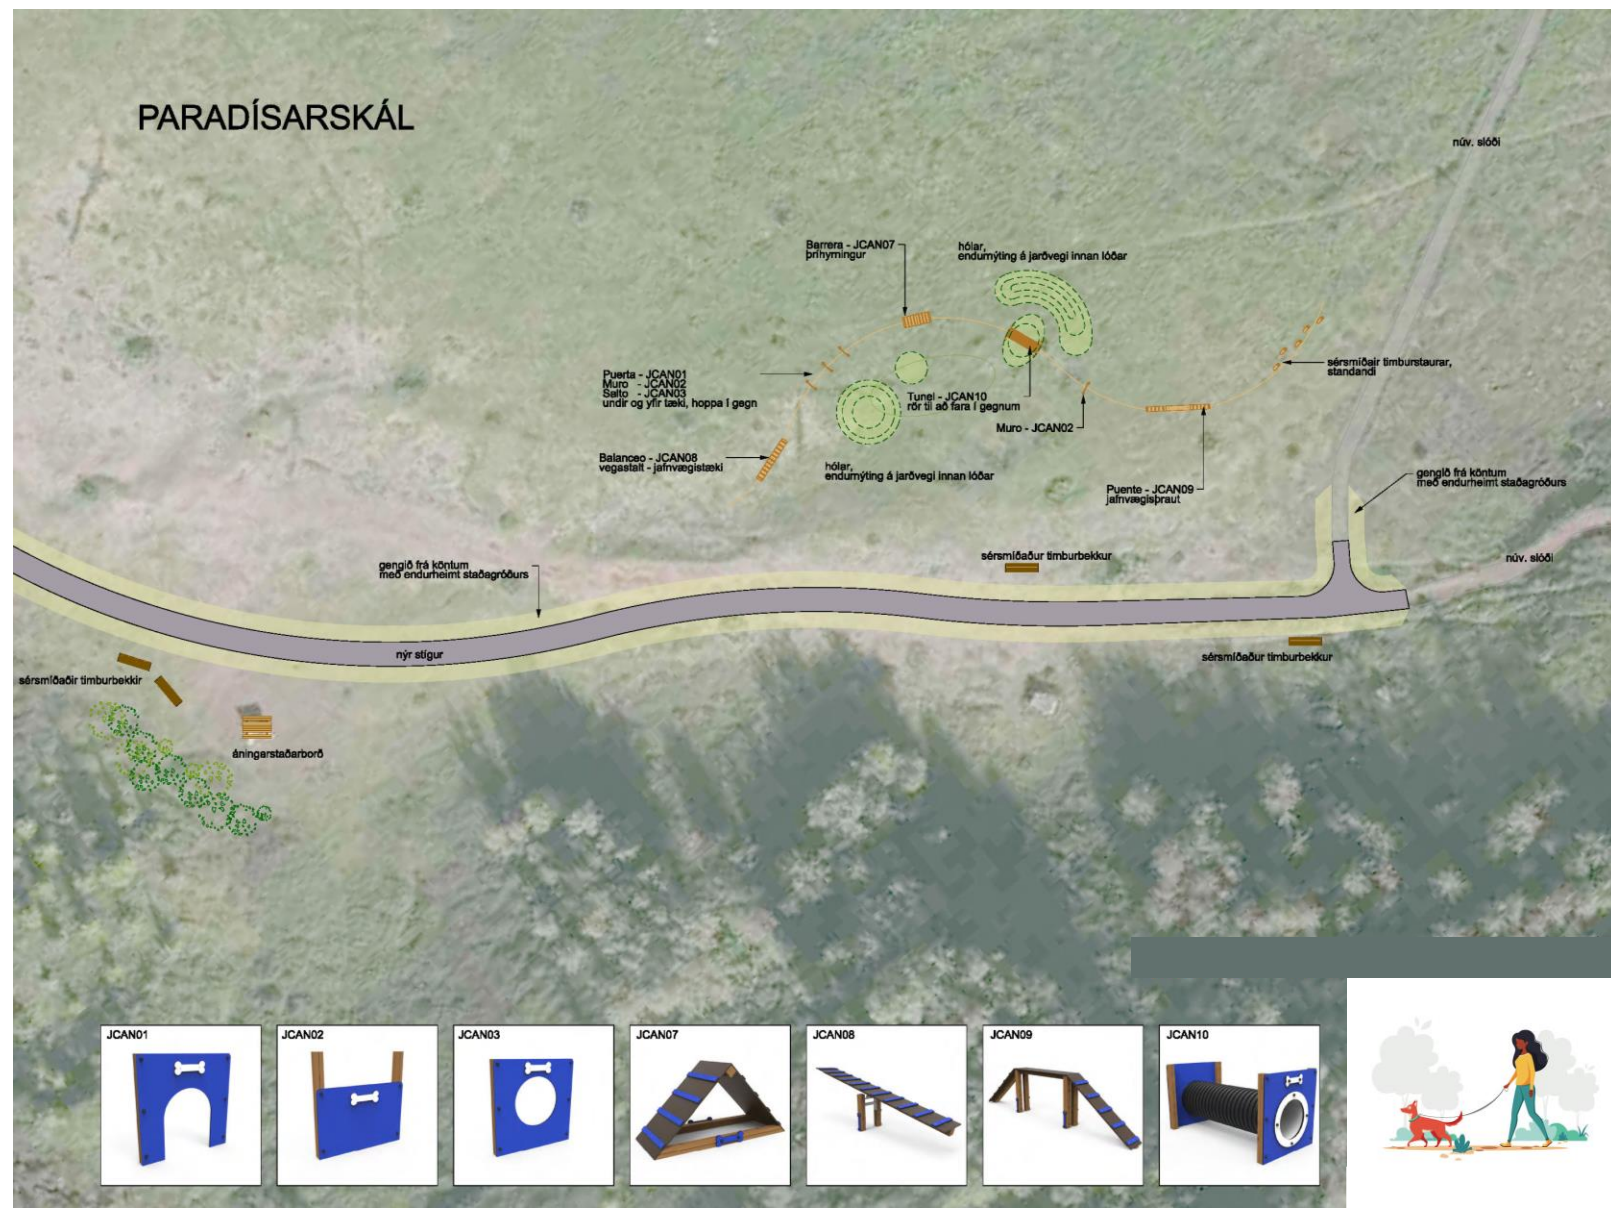 PARADÍSARSKÁL
núv. slóði
Barrera - JCAN07
þríhyrningur
hólar,
endurnýting á jarðvegi innan lóðar
sérsmíðair timburstaurar,
standandi
Puerta - JCAN01
Muro - JCAN02
Salto - JCAN03
undir og yfir tæki, hoppa í gegn
Tunel - JCAN10
rör til að fara í gegnum
Muro - JCAN02
Balanceo - JCAN08
vegasalt - jafnvægistæki
hólar,
endurnýting á jarðvegi innan lóðar
Puente - JCAN09
jafnvægisþraut
gengið frá köntum
með endurheimt staðagróðurs
sérsmíðaður timburbekkur
núv. slóði
gengið frá köntum
með endurheimt staðagróðurs
nýr stígur
sérsmíðaður timburbekkur
sérsmíðaðir timburbekkir
áningarstaðarborð
JCAN01
JCAN02
JCAN03
JCAN07
JCAN08
JCAN09
JCAN10